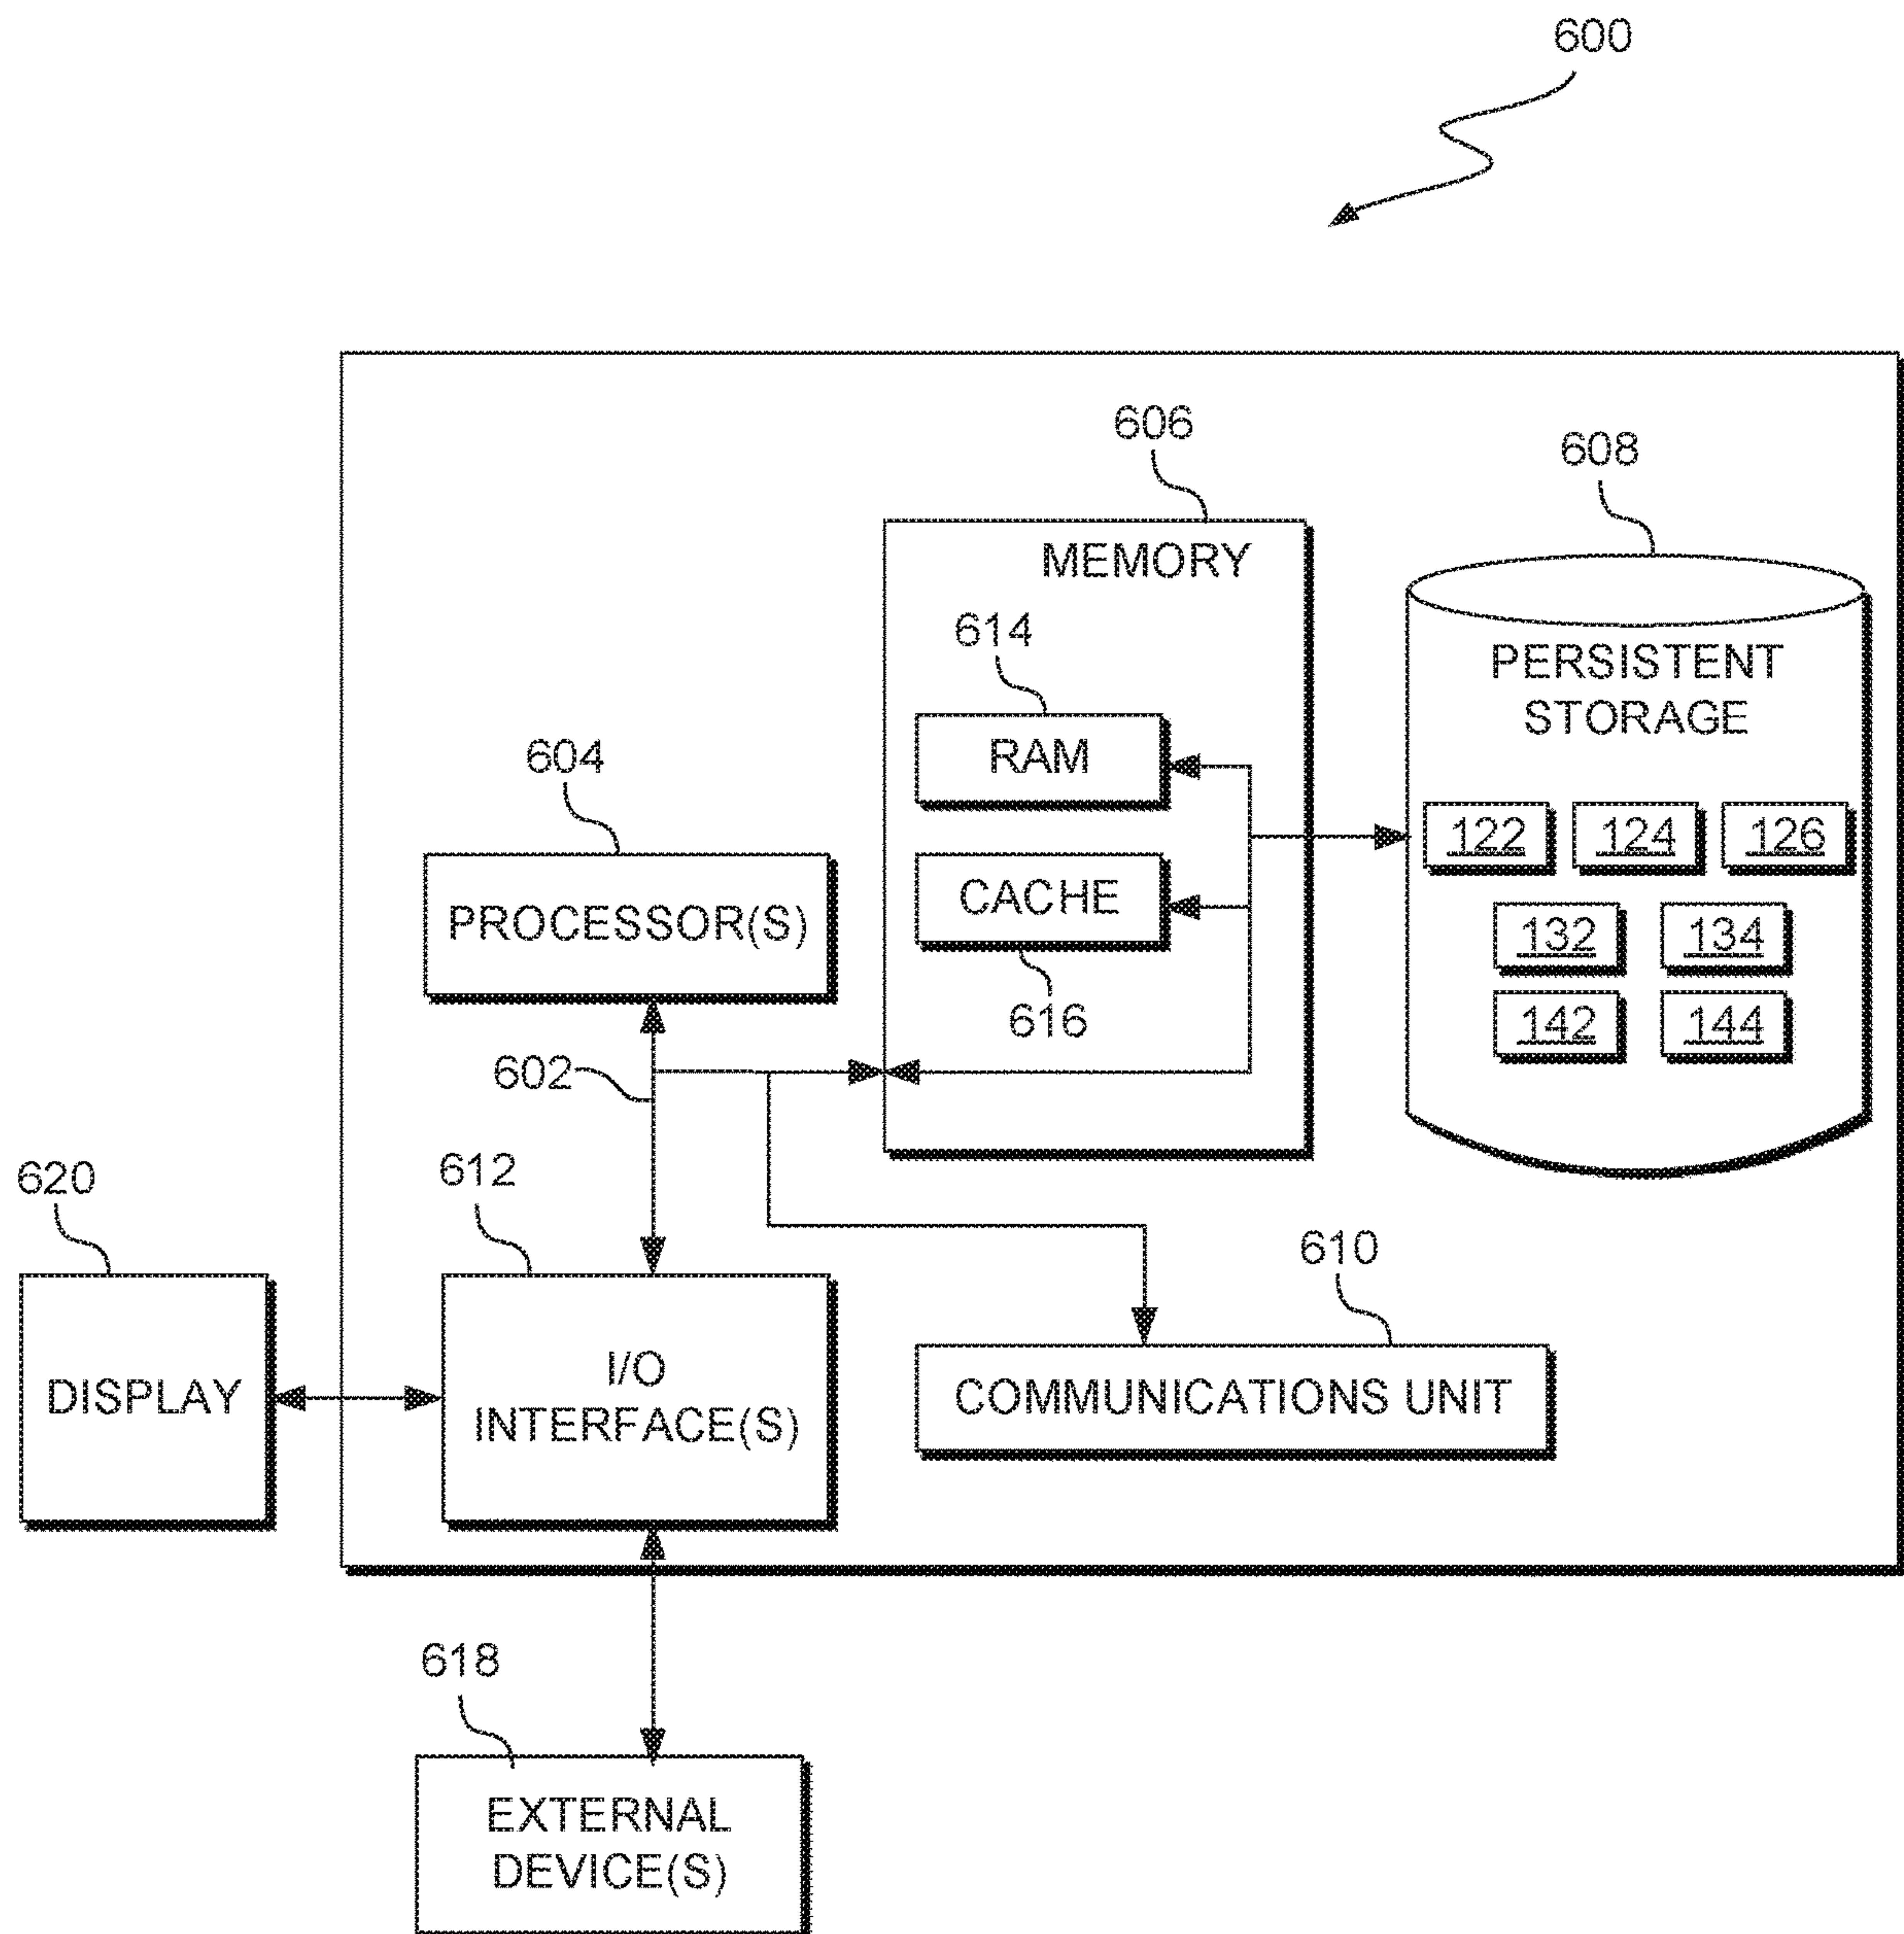 600
606
608
MEMORY
614
PERSISTENT
STORAGE
RAM
604
122 124 126
CACHE
PROCESSOR(S)
132 134
616
142 144
602
620
612
610
DISPLAY
I/O
INTERFACE(S)
COMMUNICATIONS UNIT
618
EXTERNAL
DEVICE(S)